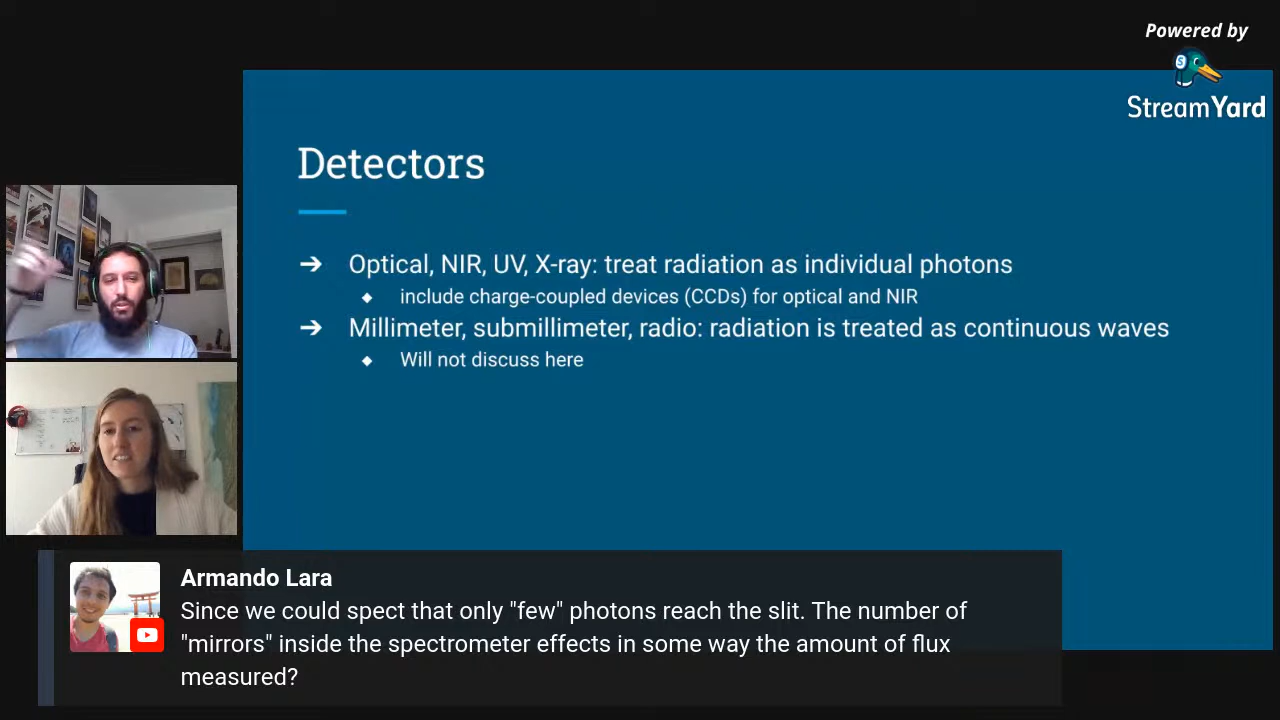 Powered by
StreamYard
Detectors
➔ Optical, NIR, UV, X-ray: treat radiation as individual photons
◆ include charge-coupled devices (CCDs) for optical and NIR
➔ Millimeter, submillimeter, radio: radiation is treated as continuous waves
◆ Will not discuss here
Armando Lara
Since we could spect that only "few" photons reach the slit. The number of
"mirrors" inside the spectrometer effects in some way the amount of flux
measured?